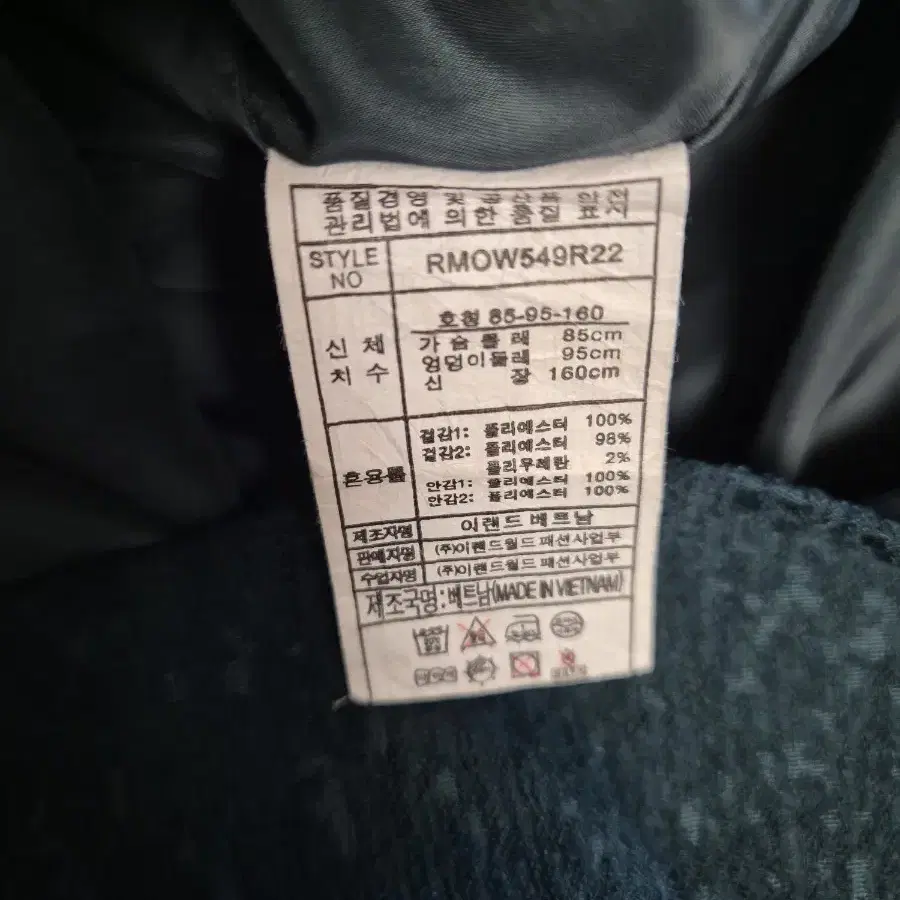 품질경영 및 공산품 안전
관리법에 의한 품질 표시
STYLE NO RMOW549R22
호칭 85-95-160
신체 치수
가슴둘레 85cm
엉덩이둘레 95cm
신 장 160cm
혼용률
겉감1: 폴리에스터 100%
겉감2: 폴리에스터 98%
폴리우레탄 2%
안감1: 폴리에스터 100%
안감2: 폴리에스터 100%
제조자명 이랜드 베트남
판매자명 (주)이랜드월드 패션사업부
수입자명 (주)이랜드월드 패션사업부
제조국명:베트남(MADE IN VIETNAM)